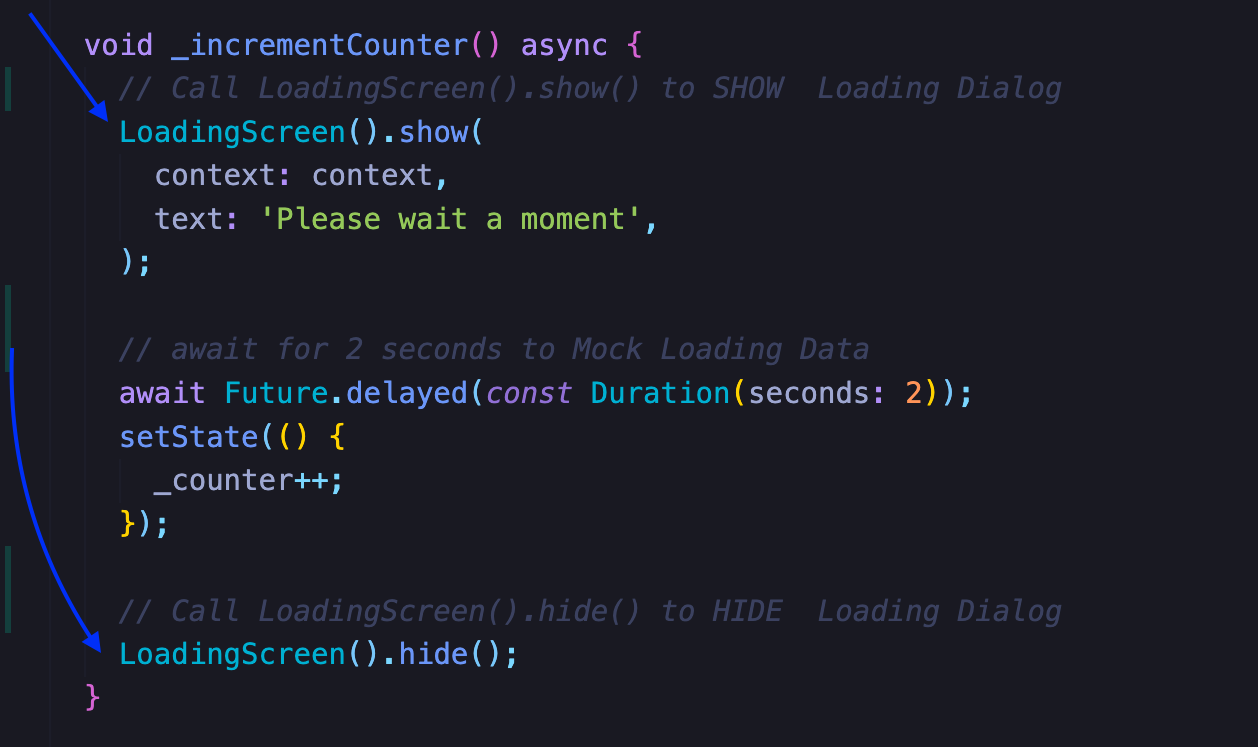 void _incrementCounter() async {
// Call LoadingScreen().show() to SHOW  Loading Dialog
LoadingScreen().show(
context: context,
text: 'Please wait a moment',
);
// await for 2 seconds to Mock Loading Data
await Future.delayed(const Duration(seconds: 2));
setState(() {
_counter++;
});
// Call LoadingScreen().hide() to HIDE  Loading Dialog
LoadingScreen().hide();
}